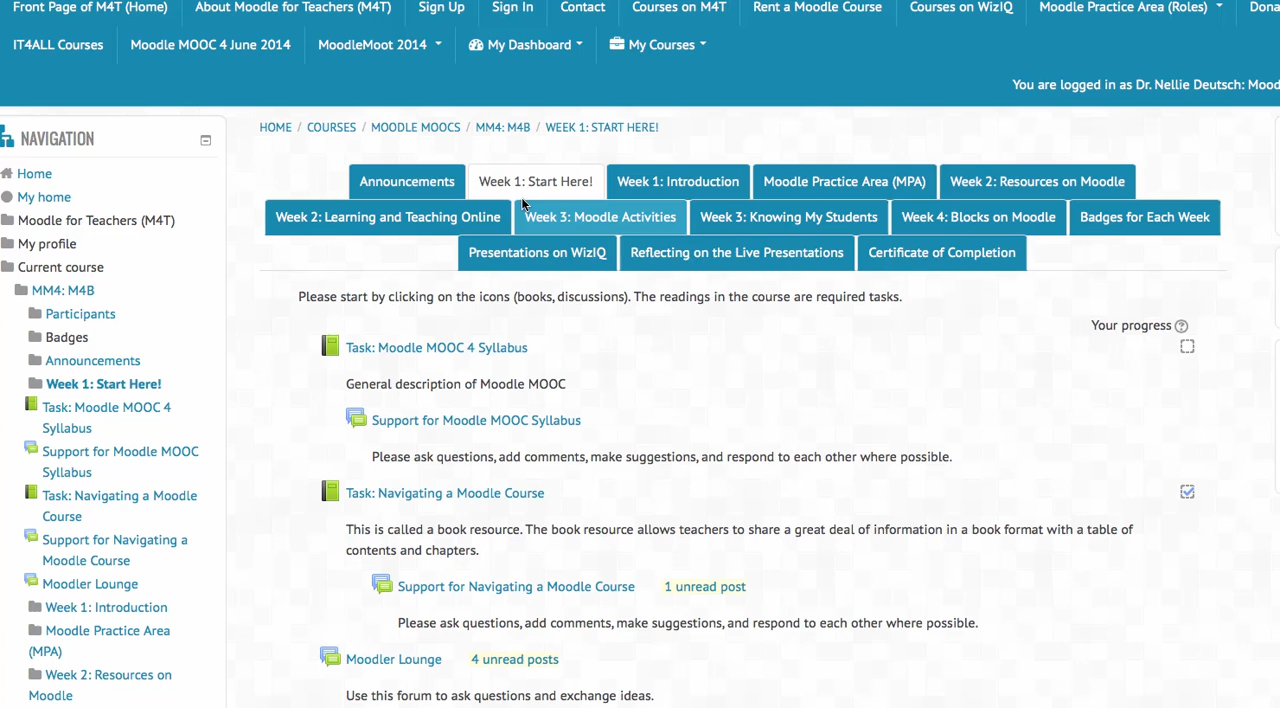 Front Page of M4T (Home) About Moodle for Teachers (M4T) Sign Up Sign In Contact Courses on M4T Rent a Moodle Course Courses on WizIQ Moodle Practice Area (Roles)
IT4ALL Courses Moodle MOOC 4 June 2014 MoodleMoot 2014 My Dashboard My Courses
You are logged in as Dr. Nellie Deutsch:
NAVIGATION
Home
My home
Moodle for Teachers (M4T)
My profile
Current course
MM4: M4B
Participants
Badges
Announcements
Week 1: Start Here!
Task: Moodle MOOC 4
Syllabus
Support for Moodle MOOC
Syllabus
Task: Navigating a Moodle
Course
Support for Navigating a
Moodle Course
Moodler Lounge
Week 1: Introduction
Moodle Practice Area
(MPA)
Week 2: Resources on
Moodle
HOME / COURSES / MOODLE MOOCS / MM4: M4B / WEEK 1: START HERE!
Announcements Week 1: Start Here! Week 1: Introduction Moodle Practice Area (MPA) Week 2: Resources on Moodle
Week 2: Learning and Teaching Online Week 3: Moodle Activities Week 3: Knowing My Students Week 4: Blocks on Moodle Badges for Each Week
Presentations on WizIQ Reflecting on the Live Presentations Certificate of Completion
Please start by clicking on the icons (books, discussions). The readings in the course are required tasks.
Your progress
Task: Moodle MOOC 4 Syllabus
General description of Moodle MOOC
Support for Moodle MOOC Syllabus
Please ask questions, add comments, make suggestions, and respond to each other where possible.
Task: Navigating a Moodle Course
This is called a book resource. The book resource allows teachers to share a great deal of information in a book format with a table of
contents and chapters.
Support for Navigating a Moodle Course 1 unread post
Please ask questions, add comments, make suggestions, and respond to each other where possible.
Moodler Lounge 4 unread posts
Use this forum to ask questions and exchange ideas.